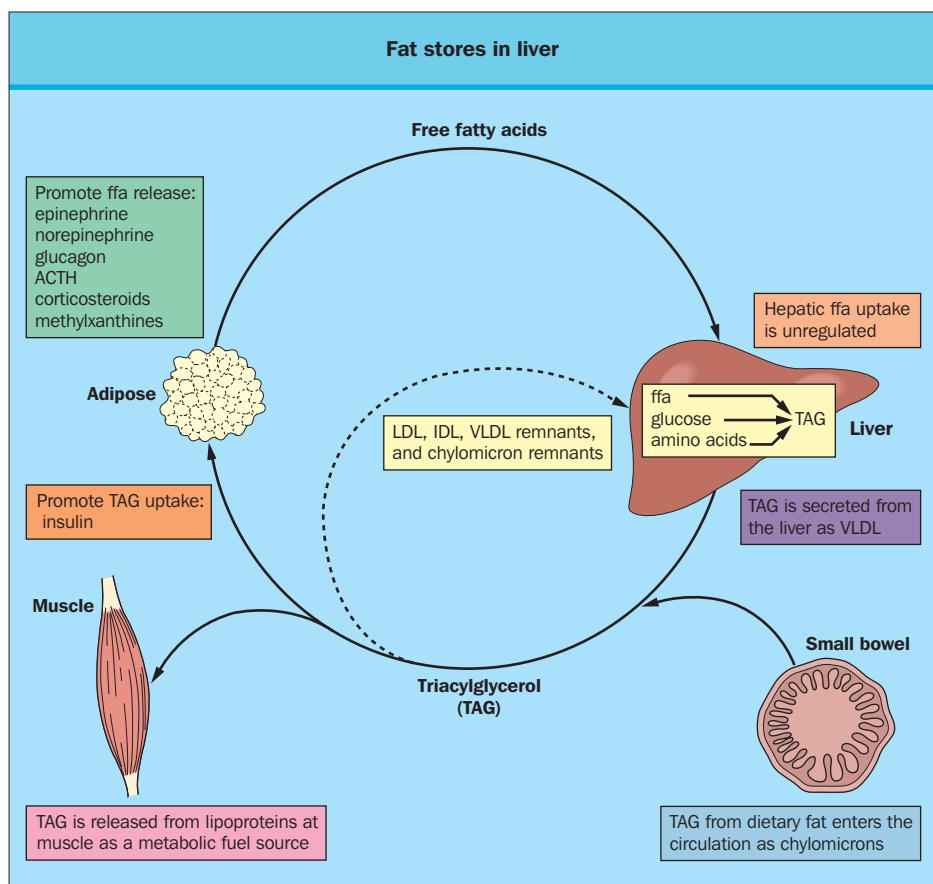 Fat stores in liver
Free fatty acids
Promote ffa release:
epinephrine
norepinephrine
glucagon
ACTH
corticosteroids
methylxanthines
Hepatic ffa uptake
is unregulated
Adipose
ffa
glucose
amino acids
TAG
Liver
LDL, IDL, VLDL remnants,
and chylomicron remnants
Promote TAG uptake:
insulin
TAG is secreted from
the liver as VLDL
Muscle
Small bowel
Triacylglycerol
(TAG)
TAG is released from lipoproteins at
muscle as a metabolic fuel source
TAG from dietary fat enters the
circulation as chylomicrons